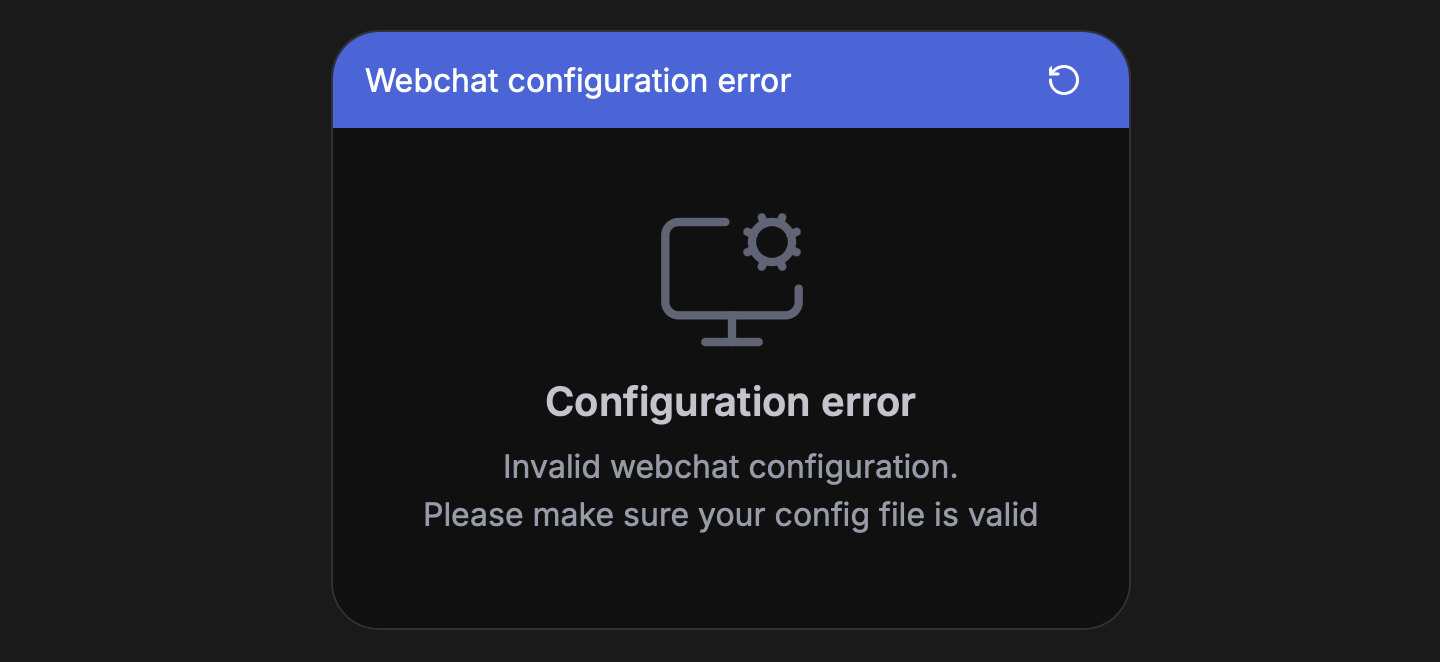 Webchat configuration error
Configuration error
Invalid webchat configuration.
Please make sure your config file is valid